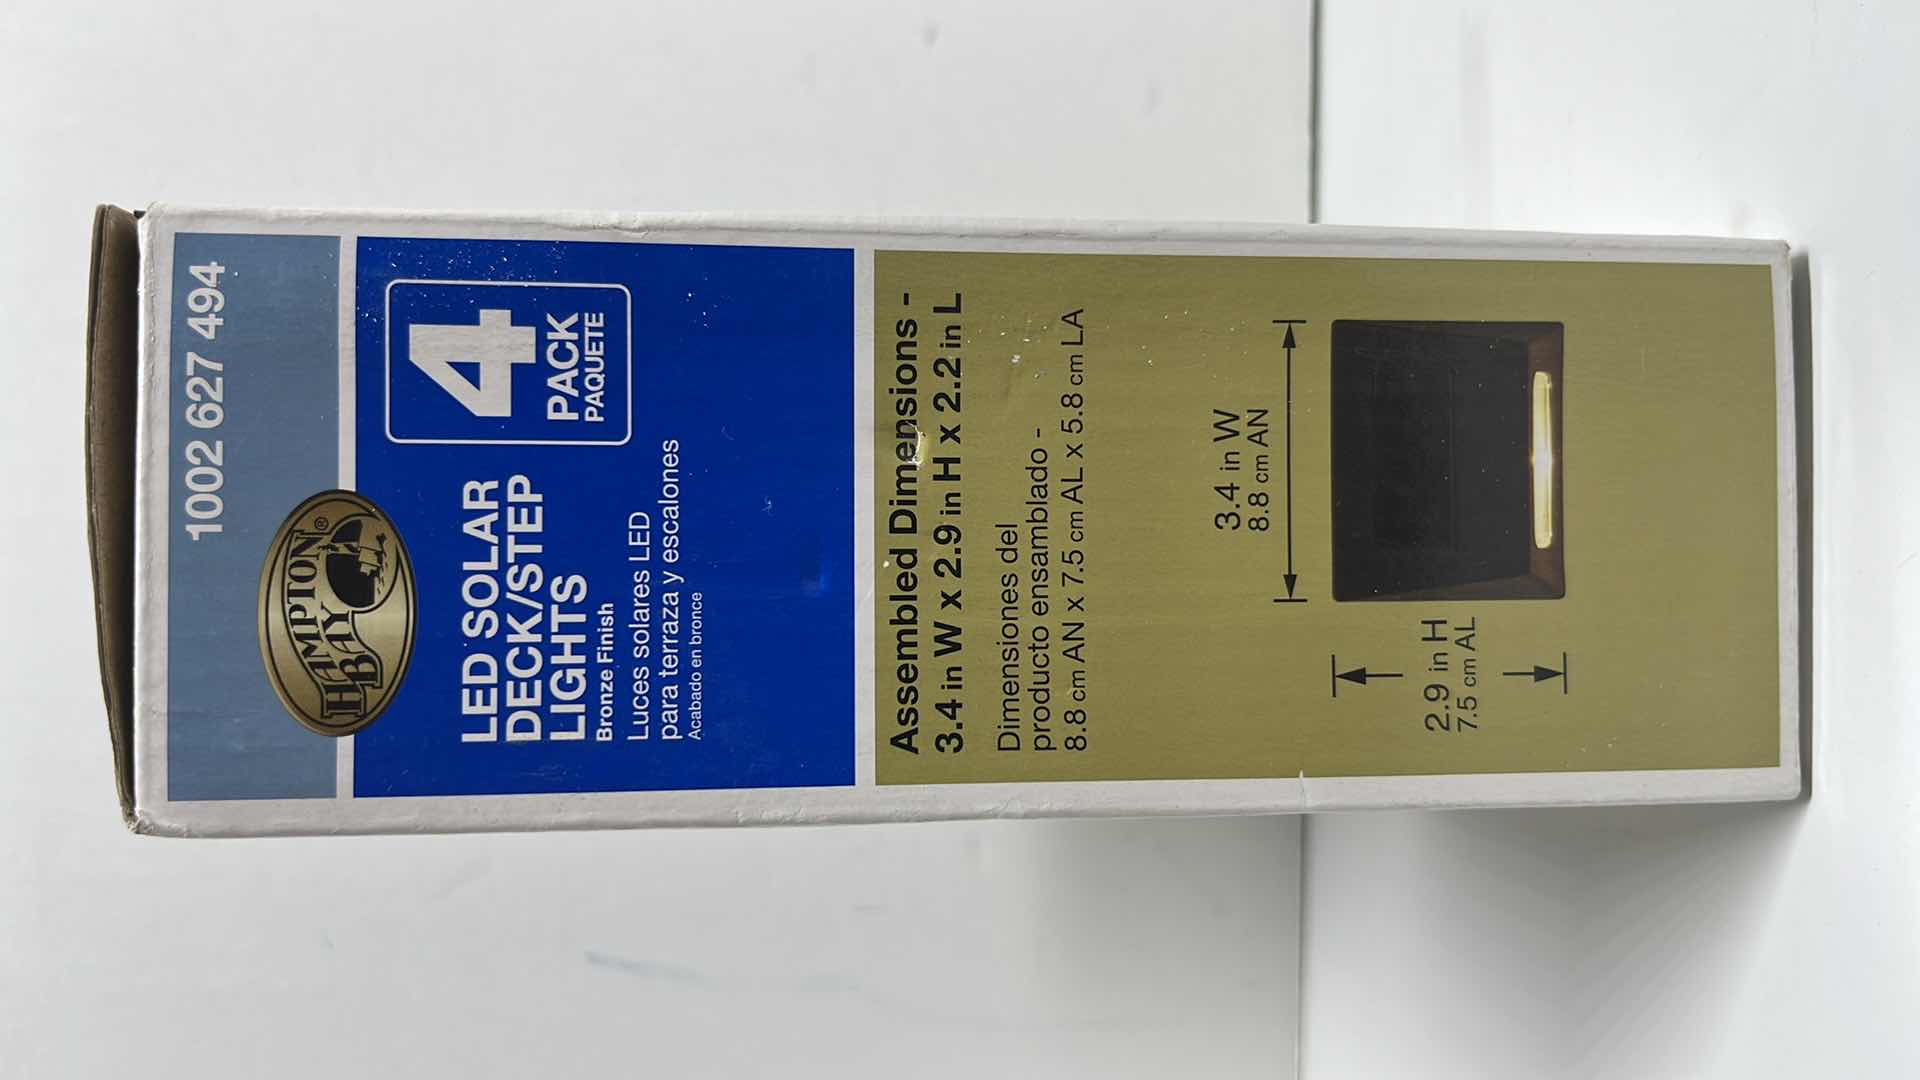 1002 627 494
HAMPTON
BAY®
LED SOLAR
DECK/STEP
LIGHTS
Bronze Finish
4
PACK
PAQUETE
Luces solares LED
para terraza y escalones
Acabado en bronce
Assembled Dimensions -
3.4 in W x 2.9 in H x 2.2 in L
Dimensiones del
producto ensamblado -
8.8 cm AN x 7.5 cm AL x 5.8 cm LA
3.4 in W
8.8 cm AN
2.9 in H
7.5 cm AL